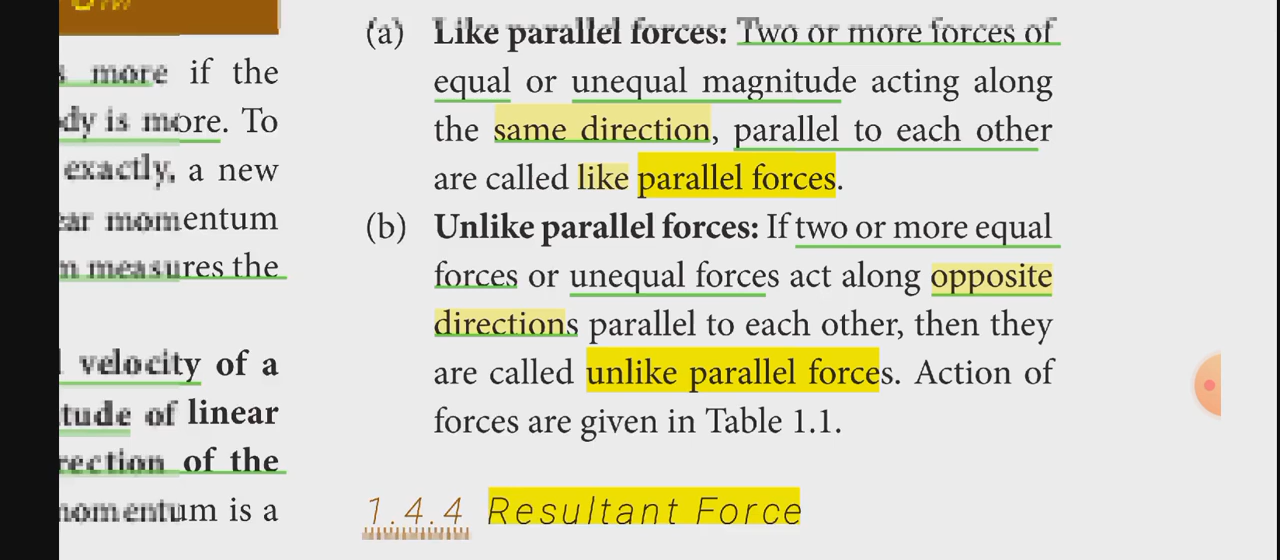 more if the
dy is more. To
exactly, a new
ear momentum
measures the
velocity of a
tude of linear
rection of the
momentum is a
(a) Like parallel forces: Two or more forces of
equal or unequal magnitude acting along
the same direction, parallel to each other
are called like parallel forces.
(b) Unlike parallel forces: If two or more equal
forces or unequal forces act along opposite
directions parallel to each other, then they
are called unlike parallel forces. Action of
forces are given in Table 1.1.
1.4.4 Resultant Force